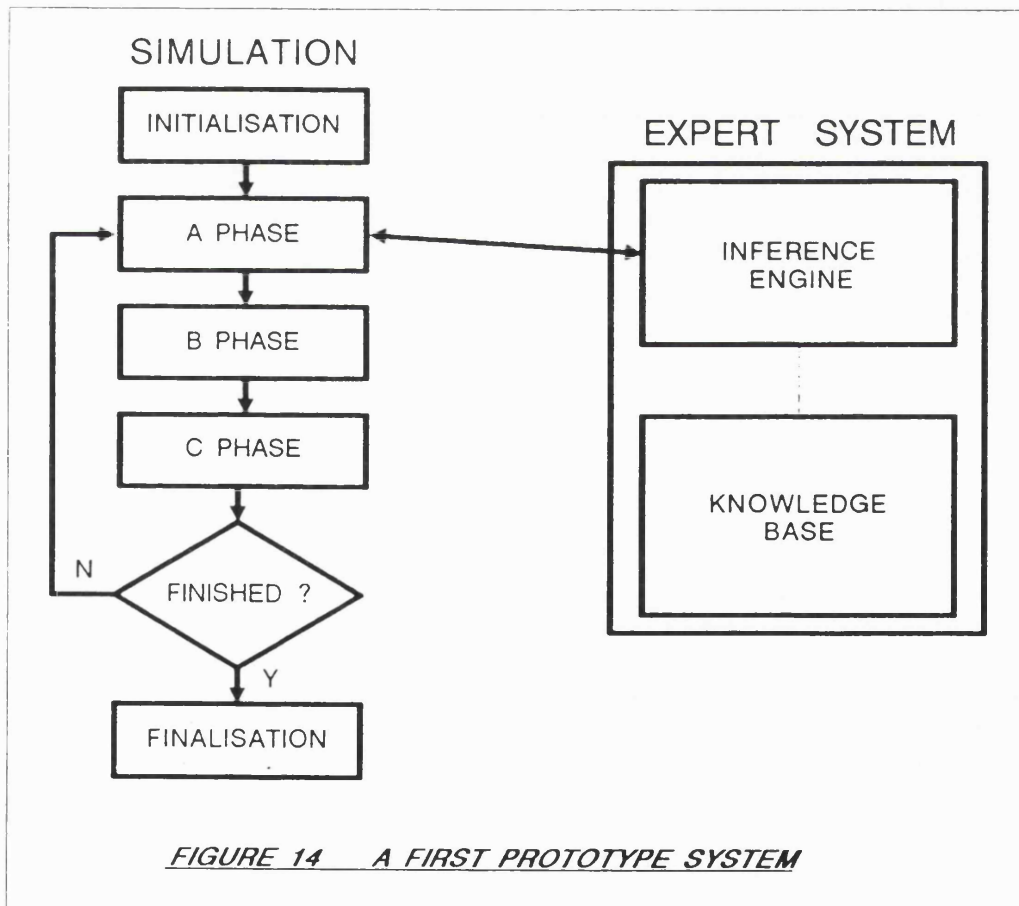 SIMULATION
INITIALISATION
A PHASE
B PHASE
C PHASE
FINISHED ?
N
Y
FINALISATION
EXPERT SYSTEM
INFERENCE
ENGINE
KNOWLEDGE
BASE
FIGURE 14 A FIRST PROTOTYPE SYSTEM